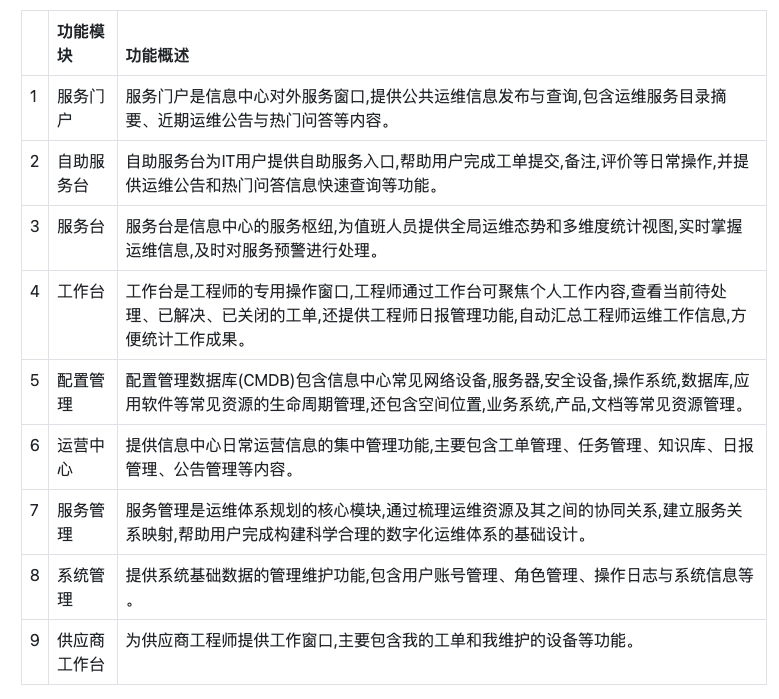 功能模
块
功能概述
1
服务门
户
服务门户是信息中心对外服务窗口,提供公共运维信息发布与查询,包含运维服务目录摘
要、近期运维公告与热门问答等内容。
2
自助服
务台
自助服务台为IT用户提供自助服务入口,帮助用户完成工单提交,备注,评价等日常操作,并提
供运维公告和热门问答信息快速查询等功能。
3
服务台
服务台是信息中心的服务枢纽,为值班人员提供全局运维态势和多维度统计视图,实时掌握
运维信息,及时对服务预警进行处理。
4
工作台
工作台是工程师的专用操作窗口,工程师通过工作台可聚焦个人工作内容,查看当前待处
理、已解决、已关闭的工单,还提供工程师日报管理功能,自动汇总工程师运维工作信息,方
便统计工作成果。
5
配置管
理
配置管理数据库(CMDB)包含信息中心常见网络设备,服务器,安全设备,操作系统,数据库,应
用软件等常见资源的生命周期管理,还包含空间位置,业务系统,产品,文档等常见资源管理。
6
运营中
心
提供信息中心日常运营信息的集中管理功能,主要包含工单管理、任务管理、知识库、日报
管理、公告管理等内容。
7
服务管
理
服务管理是运维体系规划的核心模块,通过梳理运维资源及其之间的协同关系,建立服务关
系映射,帮助用户完成构建科学合理的数字化运维体系的基础设计。
8
系统管
理
提供系统基础数据的管理维护功能,包含用户账号管理、角色管理、操作日志与系统信息等
。
9
供应商
工作台
为供应商工程师提供工作窗口,主要包含我的工单和我维护的设备等功能。